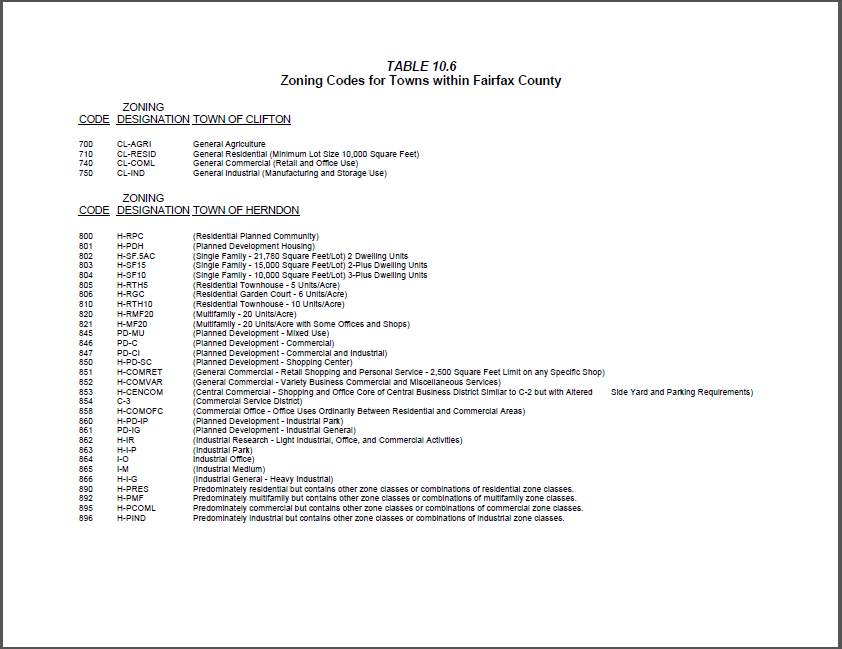 TABLE 10.6
Zoning Codes for Towns within Fairfax County
ZONING
CODE DESIGNATION TOWN OF CLIFTON
700 CL-AGRI General Agriculture
710 CL-RESID General Residential (Minimum Lot Size 10,000 Square Feet)
740 CL-COML General Commercial (Retail and Office Use)
750 CL-IND General Industrial (Manufacturing and Storage Use)
ZONING
CODE DESIGNATION TOWN OF HERNDON
800 H-RPC (Residential Planned Community)
801 H-PDH (Planned Development Housing)
802 H-SF.5AC (Single Family - 21,780 Square Feet/Lot) 2 Dwelling Units
803 H-SF15 (Single Family - 15,000 Square Feet/Lot) 2-Plus Dwelling Units
804 H-SF10 (Single Family - 10,000 Square Feet/Lot) 3-Plus Dwelling Units
805 H-RTH5 (Residential Townhouse - 5 Units/Acre)
806 H-RGC (Residential Garden Court - 6 Units/Acre)
810 H-RTH10 (Residential Townhouse - 10 Units/Acre)
820 H-RMF20 (Multifamily - 20 Units/Acre)
821 H-MF20 (Multifamily - 20 Units/Acre with Some Offices and Shops)
845 PD-MU (Planned Development - Mixed Use)
846 PD-C (Planned Development - Commercial)
847 PD-CI (Planned Development - Commercial and Industrial)
850 H-PD-SC (Planned Development - Shopping Center)
851 H-COMRET (General Commercial - Retail Shopping and Personal Service - 2,500 Square Feet Limit on any Specific Shop)
852 H-COMVAR (General Commercial - Variety Business Commercial and Miscellaneous Services)
853 H-CENCOM (Central Commercial - Shopping and Office Core of Central Business District Similar to C-2 but with Altered Side Yard and Parking Requirements)
854 C-3 (Commercial Service District)
858 H-COMOFC (Commercial Office - Office Uses Ordinarily Between Residential and Commercial Areas)
860 H-PD-IP (Planned Development - Industrial Park)
861 PD-IG (Planned Development - Industrial General)
862 H-IR (Industrial Research - Light Industrial, Office, and Commercial Activities)
863 H-I-P (Industrial Park)
864 I-O Industrial Office)
865 I-M (Industrial Medium)
866 H-I-G (Industrial General - Heavy Industrial)
890 H-PRES Predominately residential but contains other zone classes or combinations of residential zone classes.
892 H-PMF Predominately multifamily but contains other zone classes or combinations of multifamily zone classes.
895 H-PCOML Predominately commercial but contains other zone classes or combinations of commercial zone classes.
896 H-PIND Predominately industrial but contains other zone classes or combinations of industrial zone classes.